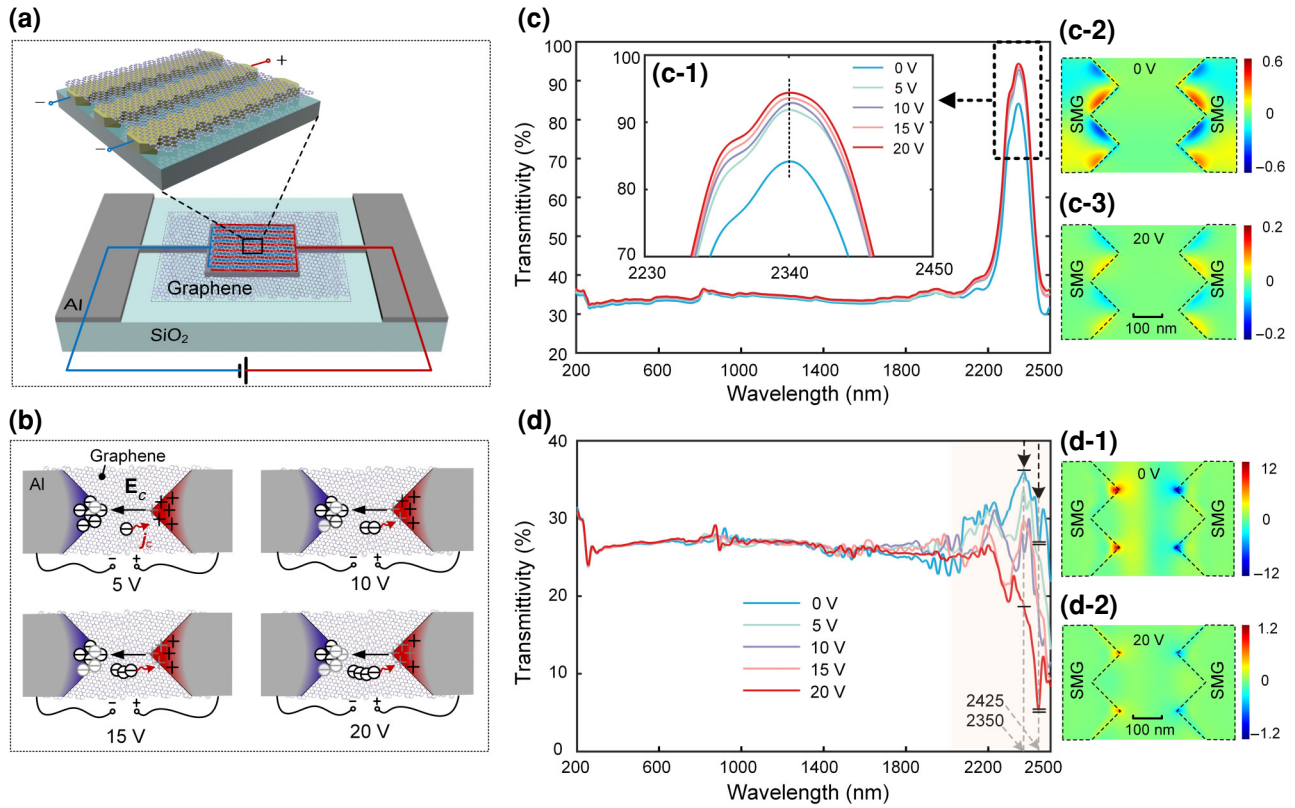 (a)
+
−
−
Graphene
Al
SiO2
(b)
Graphene
Al
Ec
jc
− +
5 V
− +
10 V
− +
15 V
− +
20 V
(c)
Transmittivity (%)
100
90
80
70
60
50
40
30
20
200 600 1000 1400 1900 2200 2500
Wavelength (nm)
(c-1)
100
90
80
70
2230 2340 2450
0 V
5 V
10 V
15 V
20 V
(c-2)
0 V
SMG
SMG
0.6
0
−0.6
(c-3)
20 V
SMG
SMG
100 nm
0.2
0
−0.2
(d)
Transmittivity (%)
40
30
20
10
0
200 600 1000 1400 1900 2200 2500
Wavelength (nm)
0 V
5 V
10 V
15 V
20 V
2425
2350
(d-1)
0 V
SMG
SMG
12
0
−12
(d-2)
20 V
SMG
SMG
100 nm
1.2
0
−1.2